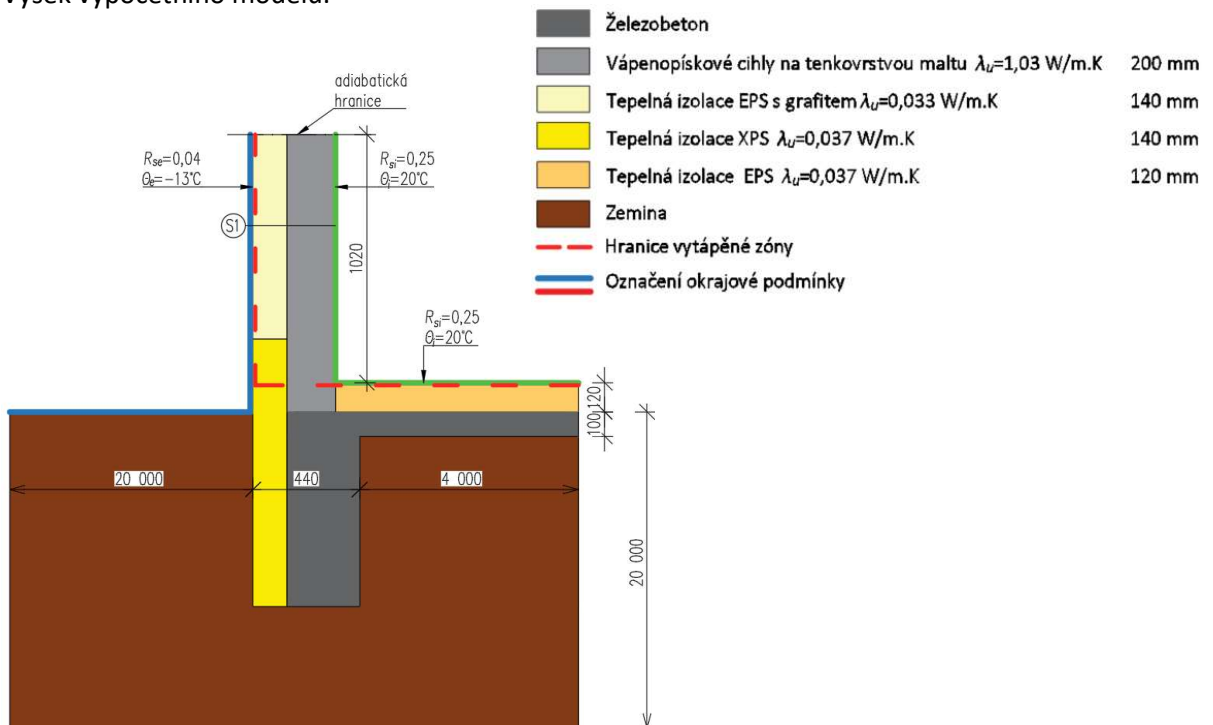 Výsek výpočetního modelu:
Železobeton
Vápenopískové cihly na tenkovrstvou maltu λu=1,03 W/m.K 200 mm
Tepelná izolace EPS s grafitem λu=0,033 W/m.K 140 mm
Tepelná izolace XPS λu=0,037 W/m.K 140 mm
Tepelná izolace EPS λu=0,037 W/m.K 120 mm
Zemina
Hranice vytápěné zóny
Označení okrajové podmínky
adiabatická
hranice
Rse=0,04
Θe=−13°C
Rsi=0,25
Θi=20°C
S1
1020
Rsi=0,25
Θi=20°C
120
100
20 000
440
4 000
20 000